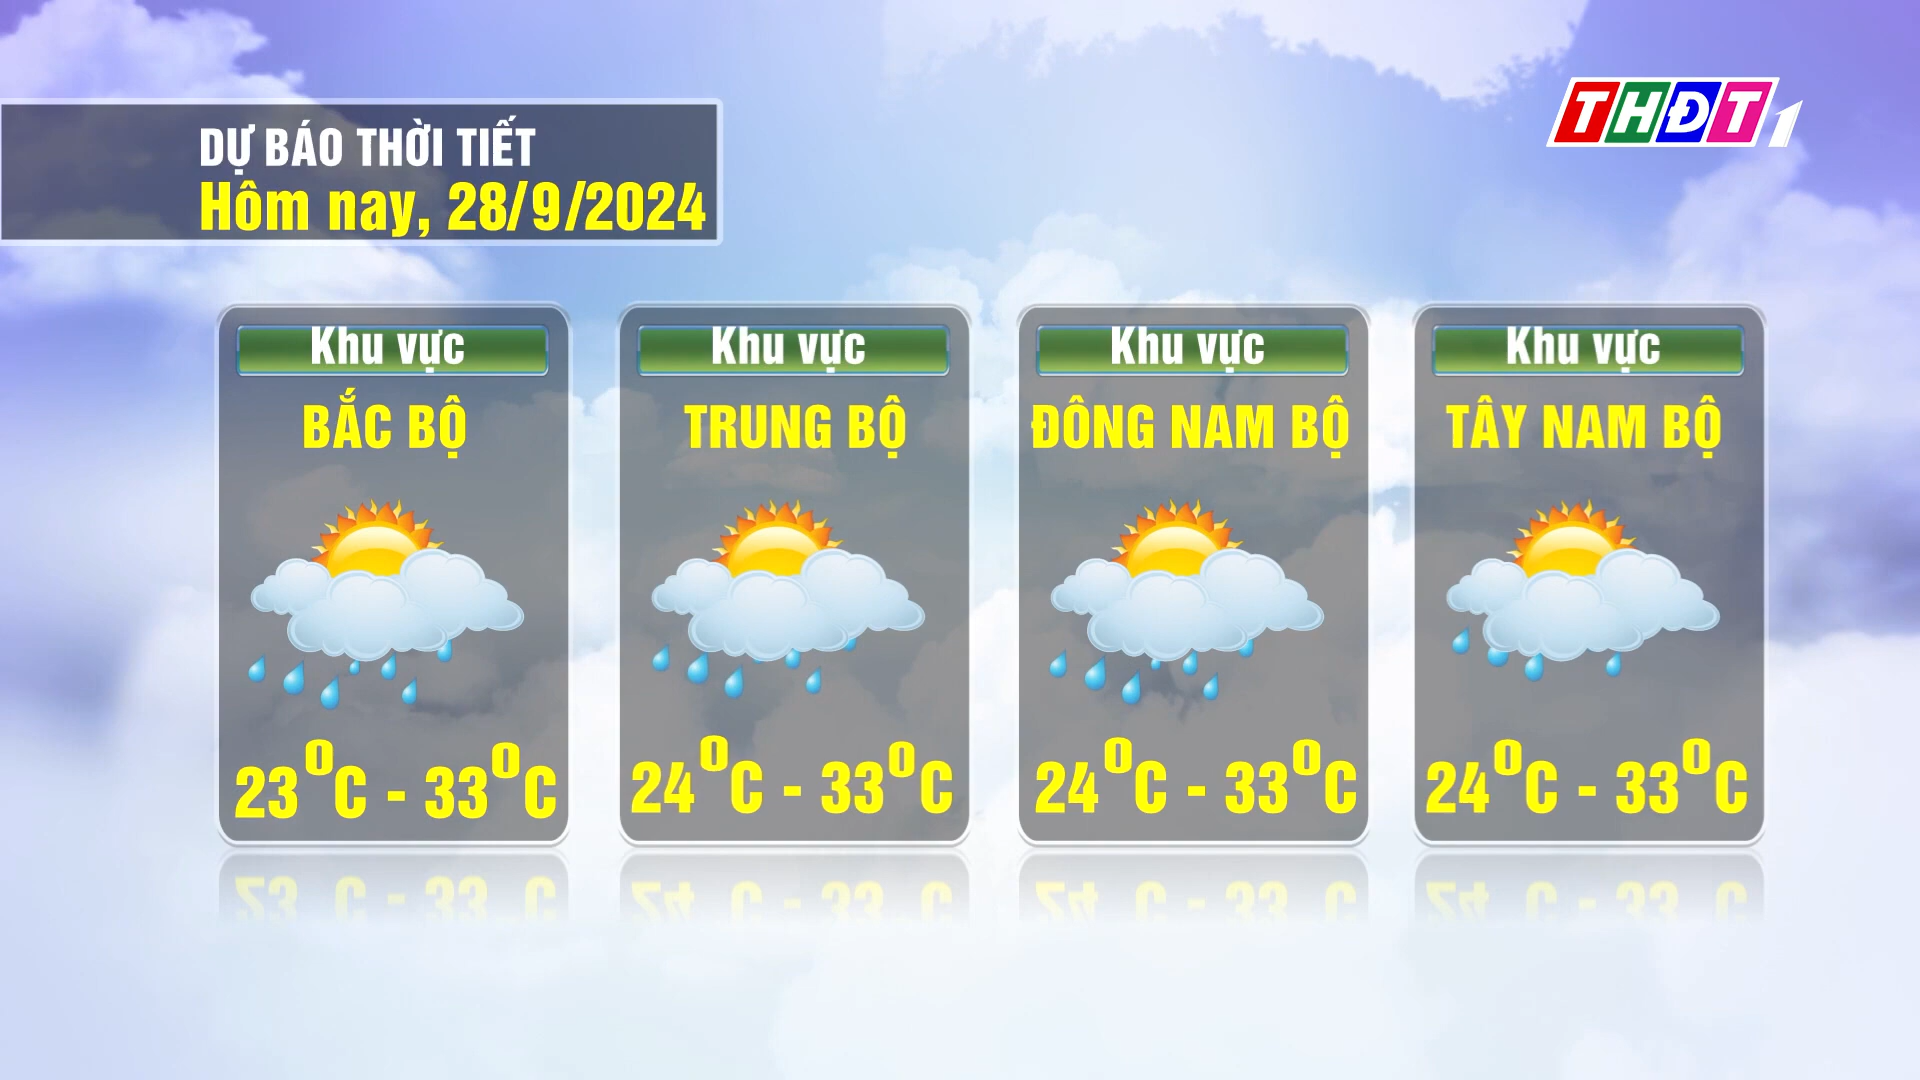 DỰ BÁO THỜI TIẾT
Hôm nay, 28/9/2024
THĐT1
Khu vực
BẮC BỘ
23°C - 33°C
Khu vực
TRUNG BỘ
24°C - 33°C
Khu vực
ĐÔNG NAM BỘ
24°C - 33°C
Khu vực
TÂY NAM BỘ
24°C - 33°C